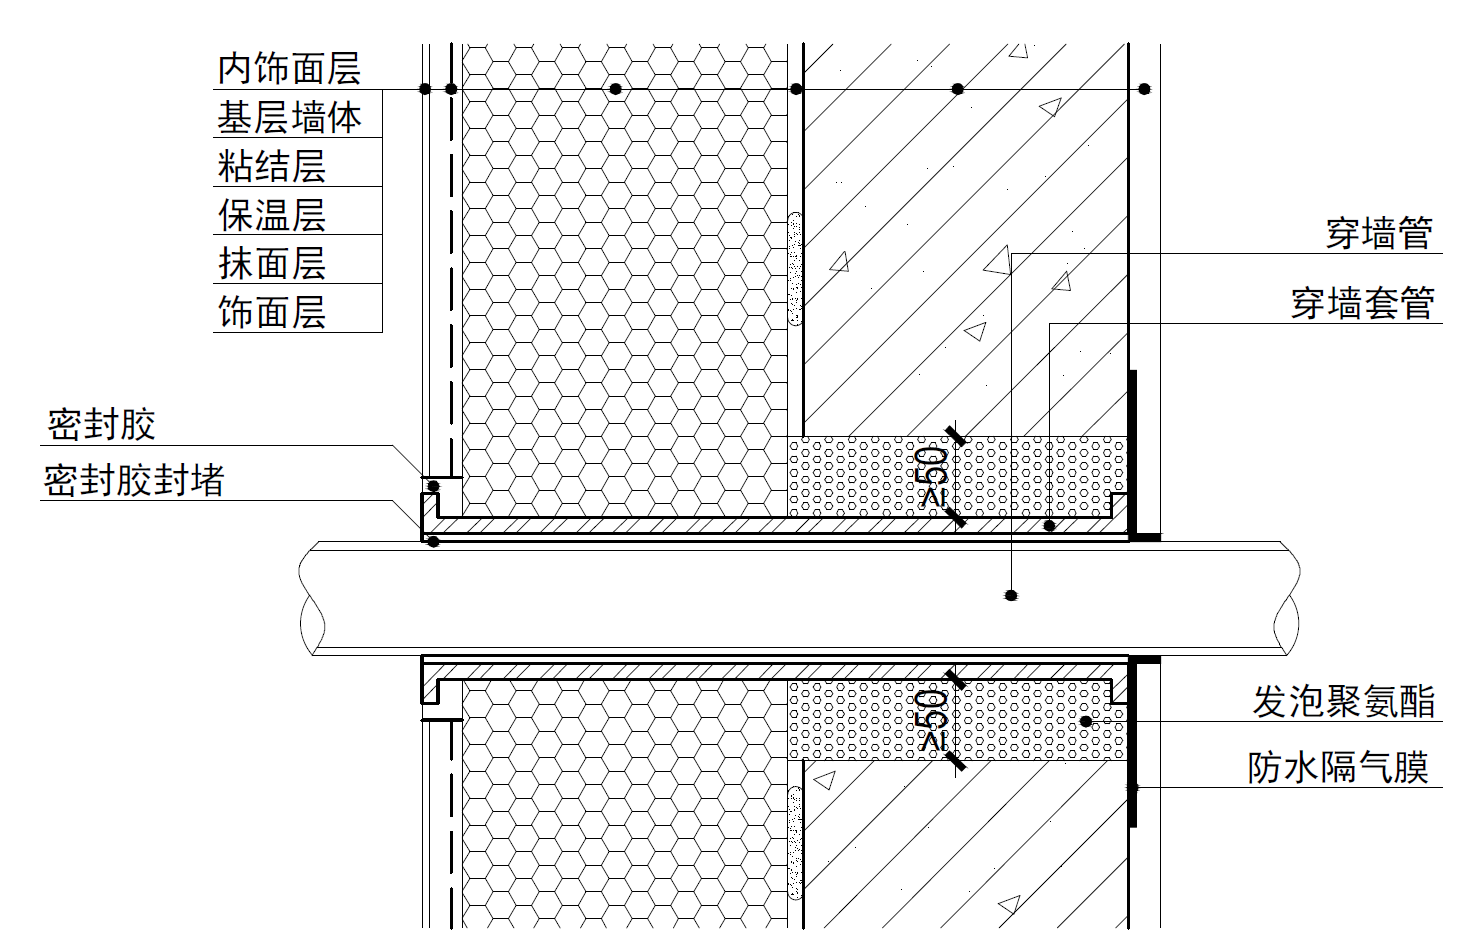 内饰面层
基层墙体
粘结层
保温层
抹面层
饰面层
穿墙管
穿墙套管
密封胶
密封胶封堵
≥50
≥50
发泡聚氨酯
防水隔气膜